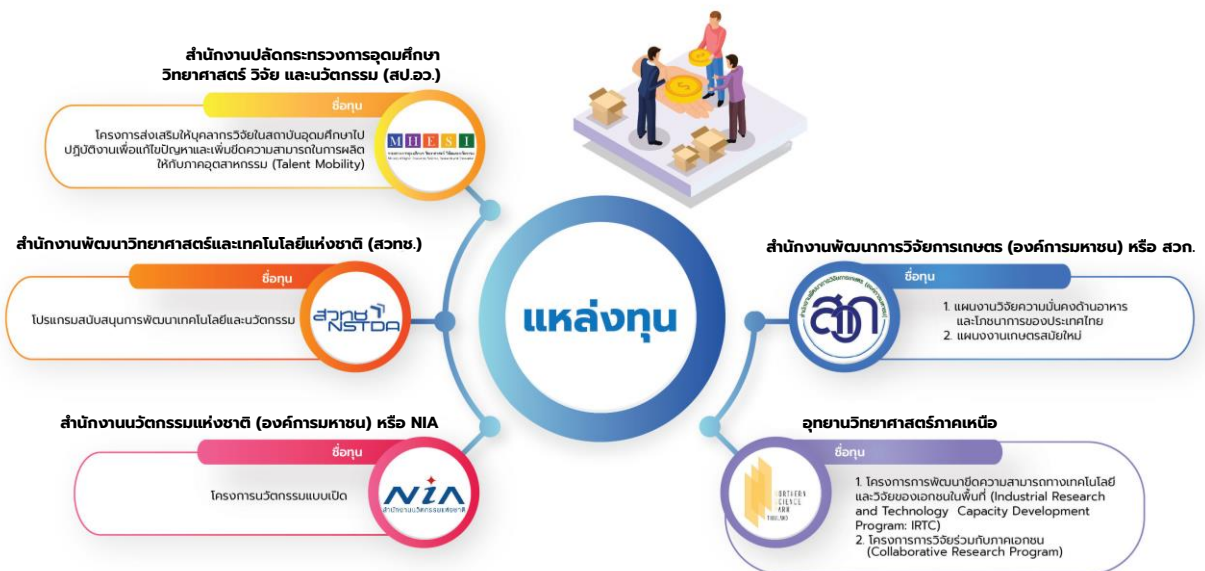 สำนักงานปลัดกระทรวงการอุดมศึกษา
วิทยาศาสตร์ วิจัย และนวัตกรรม (สป.อว.)
ชื่อทุน
โครงการส่งเสริมให้บุคลากรวิจัยในสถาบันอุดมศึกษาไป
ปฏิบัติงานเพื่อแก้ไขปัญหาและเพิ่มขีดความสามารถในการผลิต
ให้กับภาคอุตสาหกรรม (Talent Mobility)
MHESI
สำนักงานพัฒนาวิทยาศาสตร์และเทคโนโลยีแห่งชาติ (สวทช.)
ชื่อทุน
โปรแกรมสนับสนุนการพัฒนาเทคโนโลยีและนวัตกรรม
สวทช
NSTDA
สำนักงานนวัตกรรมแห่งชาติ (องค์การมหาชน) หรือ NIA
ชื่อทุน
โครงการนวัตกรรมแบบเปิด
NIA
สำนักงานนวัตกรรมแห่งชาติ
แหล่งทุน
สำนักงานพัฒนาการวิจัยการเกษตร (องค์การมหาชน) หรือ สวก.
ชื่อทุน
สวก
1. แผนงานวิจัยความมั่นคงด้านอาหาร
และโภชนาการของประเทศไทย
2. แผนงงานเกษตรสมัยใหม่
อุทยานวิทยาศาสตร์ภาคเหนือ
ชื่อทุน
NORTHERN
SCIENCE
PARK
THAILAND
1. โครงการการพัฒนาขีดความสามารถทางเทคโนโลยี
และวิจัยของเอกชนในพื้นที่ (Industrial Research
and Technology Capacity Development
Program: IRTC)
2. โครงการการวิจัยร่วมกับภาคเอกชน
(Collaborative Research Program)